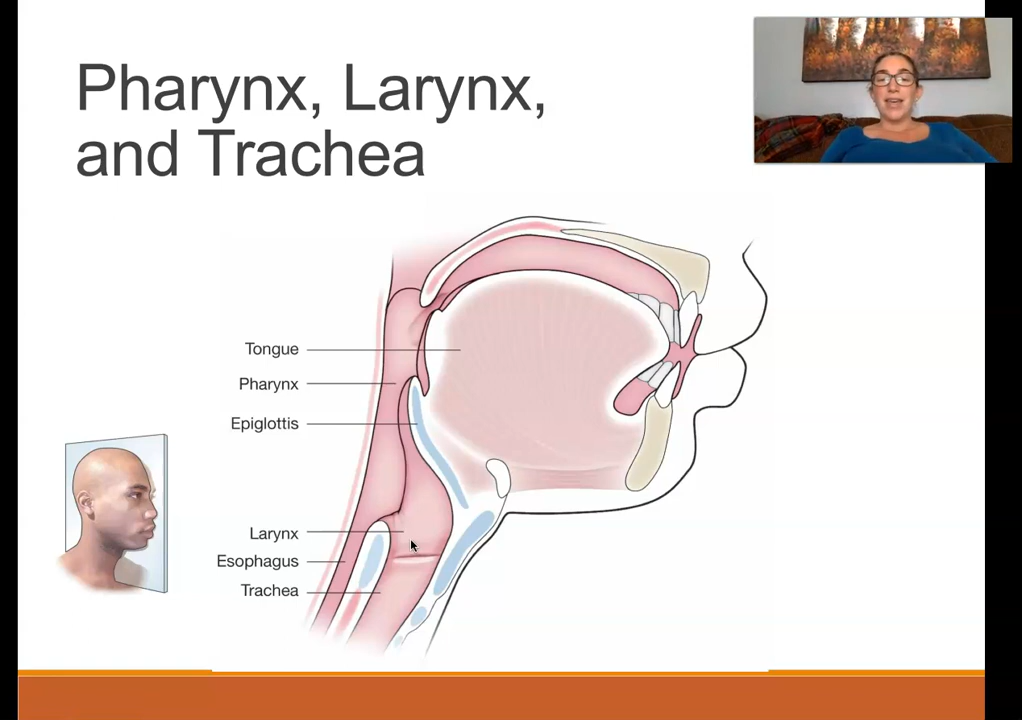 Pharynx, Larynx,
and Trachea
Tongue
Pharynx
Epiglottis
Larynx
Esophagus
Trachea